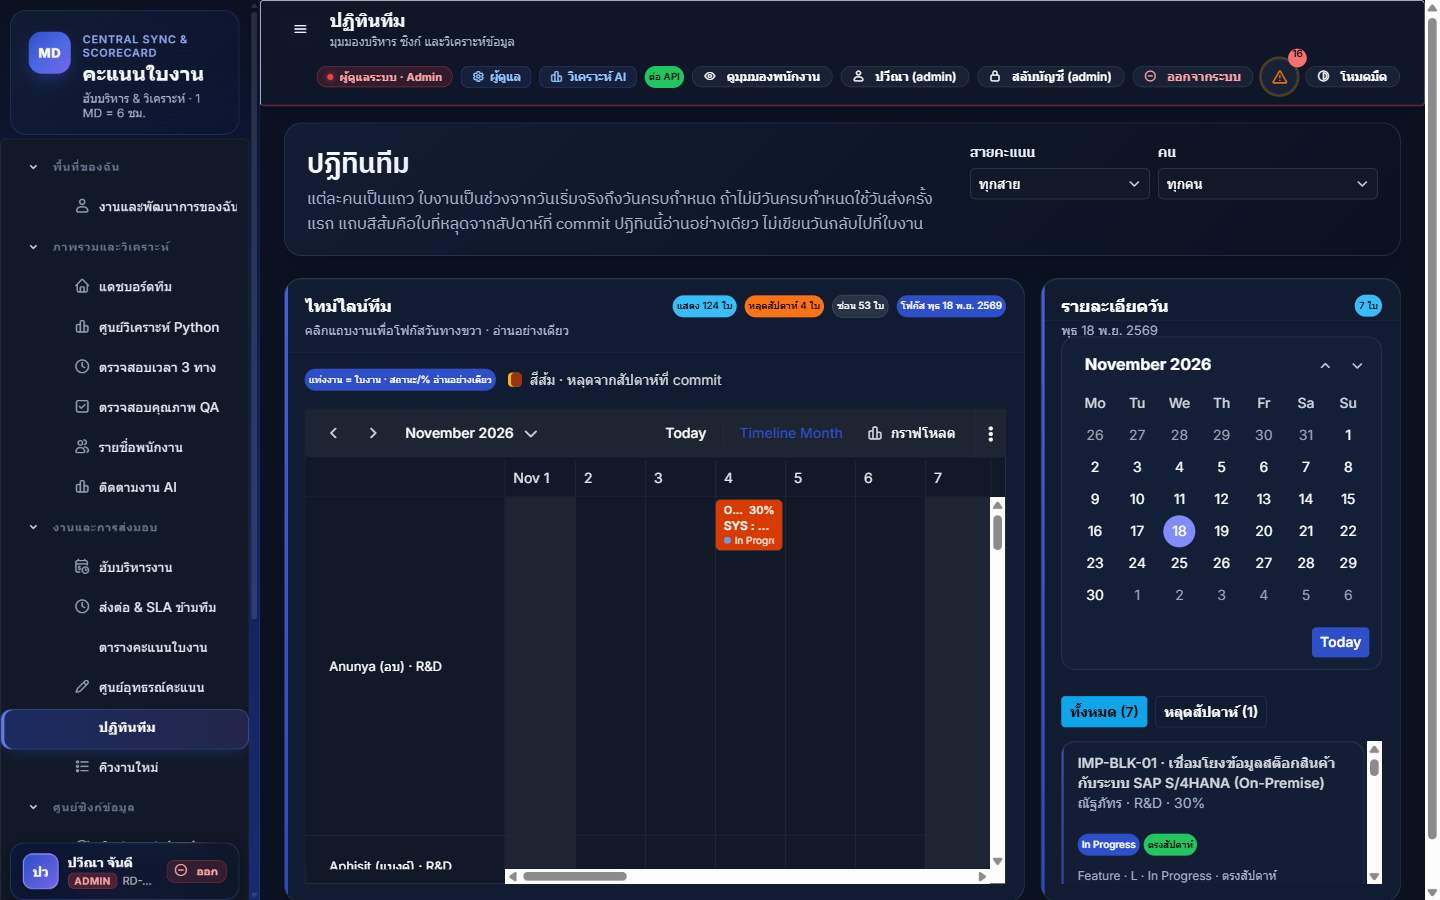 MD
CENTRAL SYNC &
SCORECARD
คะแนนใบงาน
ฮับบริหาร & วิเคราะห์ · 1
MD = 6 ชม.
พื้นที่ของฉัน
งานและพัฒนาการของฉัน
ภาพรวมและวิเคราะห์
แดชบอร์ดทีม
ศูนย์วิเคราะห์ Python
ตรวจสอบเวลา 3 ทาง
ตรวจสอบคุณภาพ QA
รายชื่อพนักงาน
ติดตามงาน AI
งานและการส่งมอบ
ฮับบริหารงาน
ส่งต่อ & SLA ข้ามทีม
ตารางคะแนนใบงาน
ศูนย์อุทธรณ์คะแนน
ปฏิทินทีม
คิวงานใหม่
ศูนย์ซิงก์ข้อมูล
ปว
ปวีณา จันดี
ADMIN RD-...
ออก
ปฏิทินทีม
มุมมองบริหาร ซิงก์ และวิเคราะห์ข้อมูล
ผู้ดูแลระบบ · Admin
ผู้ดูแล
วิเคราะห์ AI
ต่อ API
ดูมุมมองพนักงาน
ปวีณา (admin)
สลับบัญชี (admin)
ออกจากระบบ
16
โหมดมืด
ปฏิทินทีม
แต่ละคนเป็นแถว ใบงานเป็นช่วงจากวันเริ่มจริงถึงวันครบกำหนด ถ้าไม่มีวันครบกำหนดใช้วันส่งครั้ง
แรก แถบสีส้มคือใบที่หลุดจากสัปดาห์ที่ commit ปฏิทินนี้อ่านอย่างเดียว ไม่เขียนวันกลับไปที่ใบงาน
สายคะแนน
ทุกสาย
คน
ทุกคน
ไทม์ไลน์ทีม
แสดง 124 ใบ
หลุดสัปดาห์ 4 ใบ
ซ่อน 53 ใบ
โฟกัส พุธ 18 พ.ย. 2569
คลิกแถบงานเพื่อโฟกัสวันทางขวา · อ่านอย่างเดียว
แท่งงาน = ใบงาน · สถานะ/% อ่านอย่างเดียว
สีส้ม · หลุดจากสัปดาห์ที่ commit
November 2026
Today
Timeline Month
กราฟโหลด
Nov 1 2 3 4 5 6 7
O... 30%
SYS : ...
In Progre
Anunya (อบ) · R&D
Aphisit (แบงค์) · R&D
รายละเอียดวัน
7 ใบ
พุธ 18 พ.ย. 2569
November 2026
Mo Tu We Th Fr Sa Su
26 27 28 29 30 31 1
2 3 4 5 6 7 8
9 10 11 12 13 14 15
16 17 18 19 20 21 22
23 24 25 26 27 28 29
30 1 2 3 4 5 6
Today
ทั้งหมด (7)
หลุดสัปดาห์ (1)
IMP-BLK-01 · เชื่อมโยงข้อมูลสต็อกสินค้า
กับระบบ SAP S/4HANA (On-Premise)
ณัฐภัทร · R&D · 30%
In Progress
ตรงสัปดาห์
Feature · L · In Progress · ตรงสัปดาห์